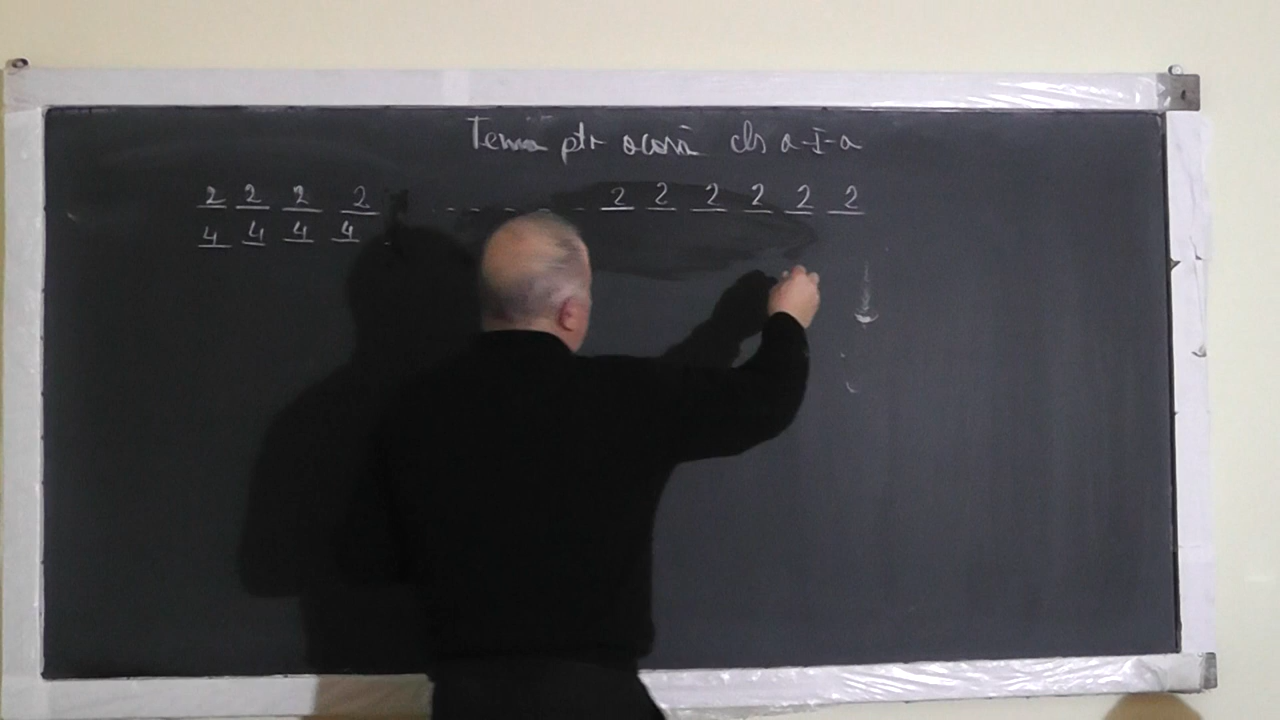 Tema ptr acasă cls a-I-a
2 2 2 2 - - - - - 2 2 2 2 2 2
4 4 4 4